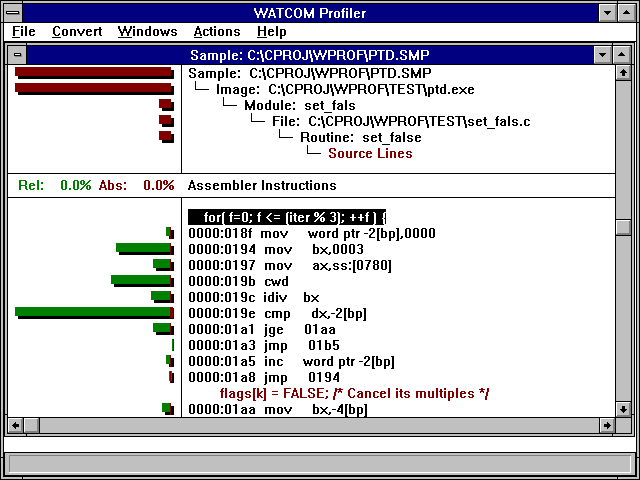 WATCOM Profiler
File Convert Windows Actions Help
Sample: C:\CPROJ\WPROF\PTD.SMP
Sample: C:\CPROJ\WPROF\PTD.SMP
Image: C:\CPROJ\WPROF\TEST\ptd.exe
Module: set_fals
File: C:\CPROJ\WPROF\TEST\set_fals.c
Routine: set_false
Source Lines
Rel: 0.0% Abs: 0.0% Assembler Instructions
for( f=0; f <= (iter % 3); ++f ) {
0000:018f mov word ptr -2[bp],0000
0000:0194 mov bx,0003
0000:0197 mov ax,ss:[0780]
0000:019b cwd
0000:019c idiv bx
0000:019e cmp dx,-2[bp]
0000:01a1 jge 01aa
0000:01a3 jmp 01b5
0000:01a5 inc word ptr -2[bp]
0000:01a8 jmp 0194
flags[k] = FALSE; /* Cancel its multiples */
0000:01aa mov bx,-4[bp]